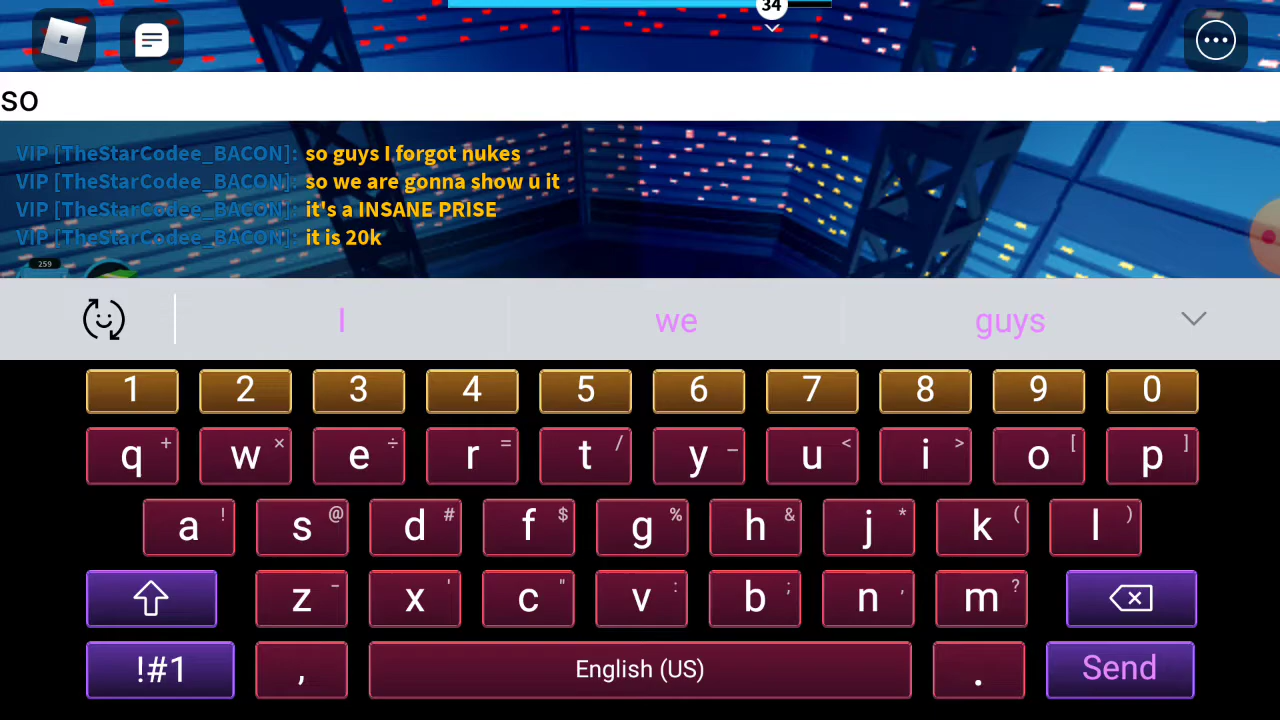 34
so
VIP [TheStarCodee_BACON]: so guys I forgot nukes
VIP [TheStarCodee_BACON]: so we are gonna show u it
VIP [TheStarCodee_BACON]: it's a INSANE PRISE
VIP [TheStarCodee_BACON]: it is 20k
259
I we guys
1 2 3 4 5 6 7 8 9 0
q + w × e ÷ r = t / y _ u < i > o [ p ]
a ! s @ d # f $ g % h & j * k ( l )
z - x ' c " v : b ; n , m ?
!#1 , English (US) . Send